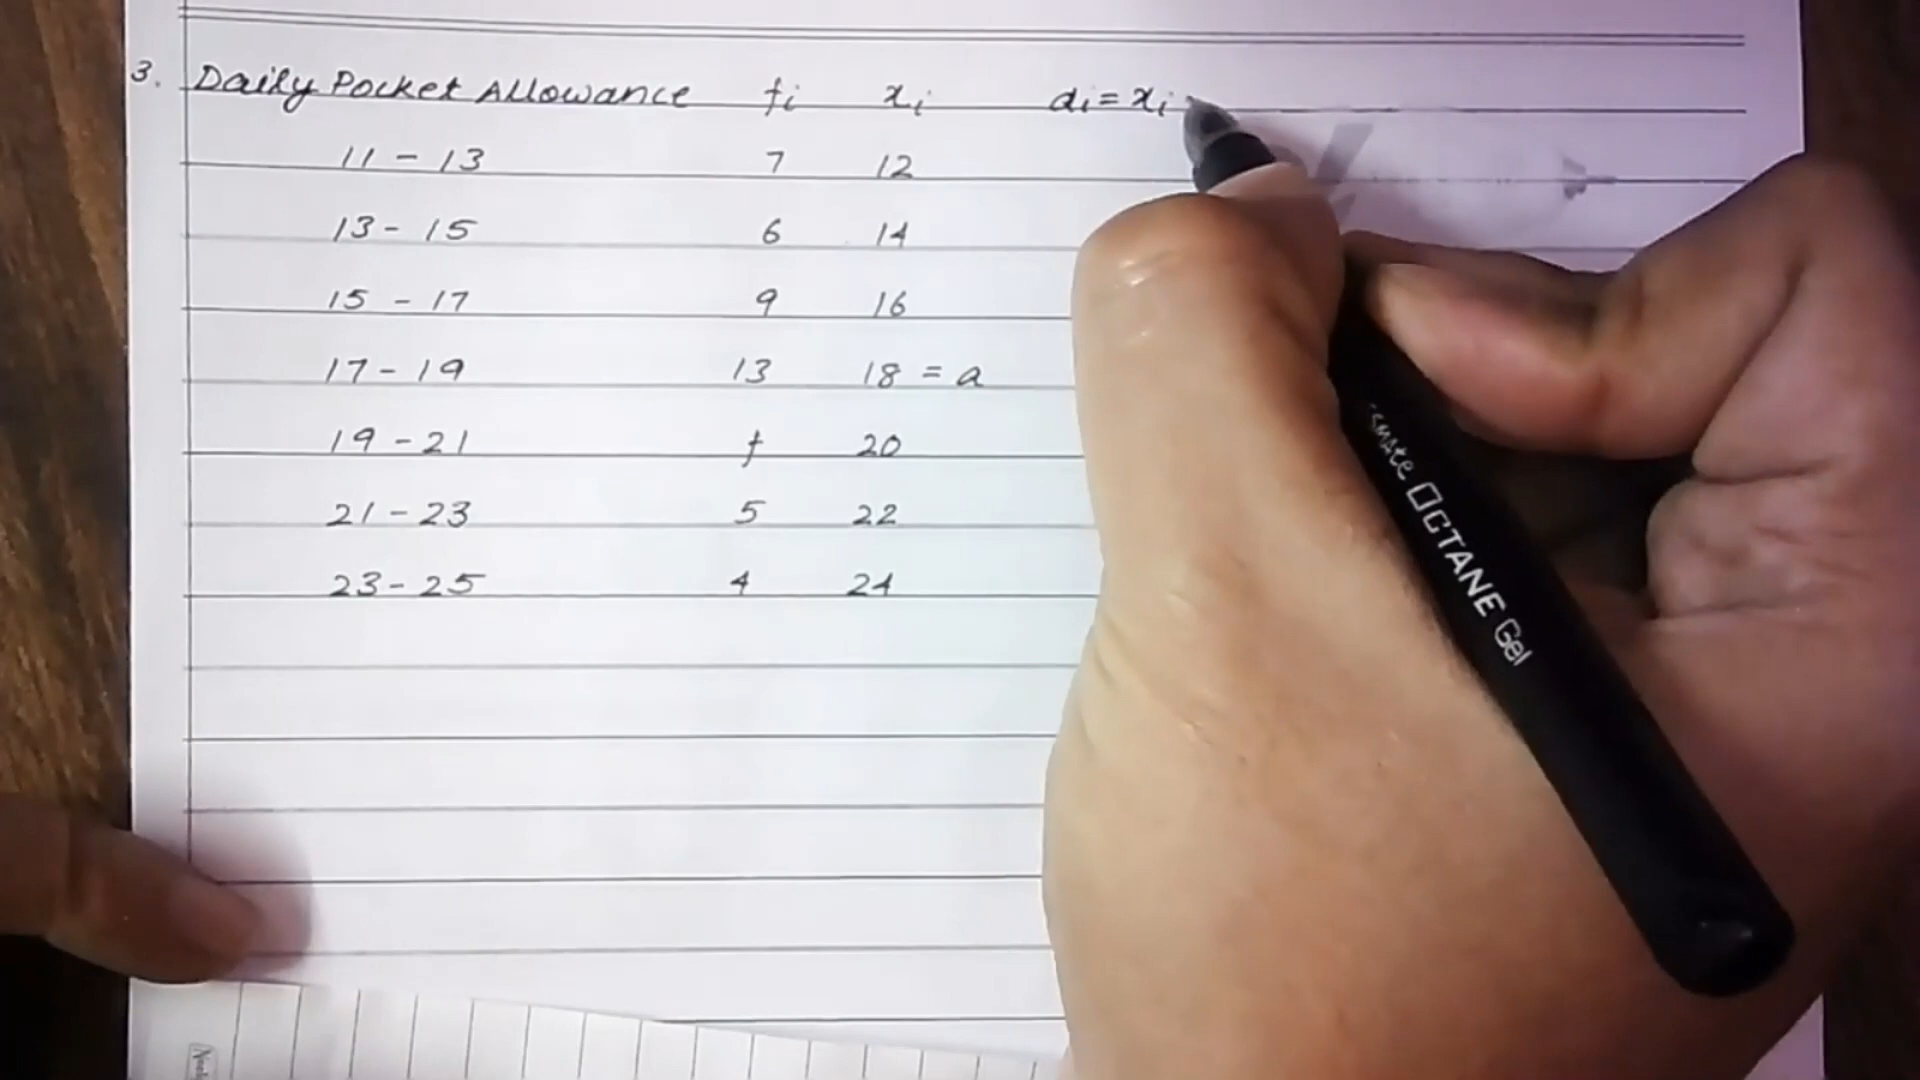 3. Daily Pocket Allowance fi xi di = xi
11 - 13 7 12
13 - 15 6 14
15 - 17 9 16
17 - 19 13 18 = a
19 - 21 f 20
21 - 23 5 22
23 - 25 4 24
OCTANE Gel